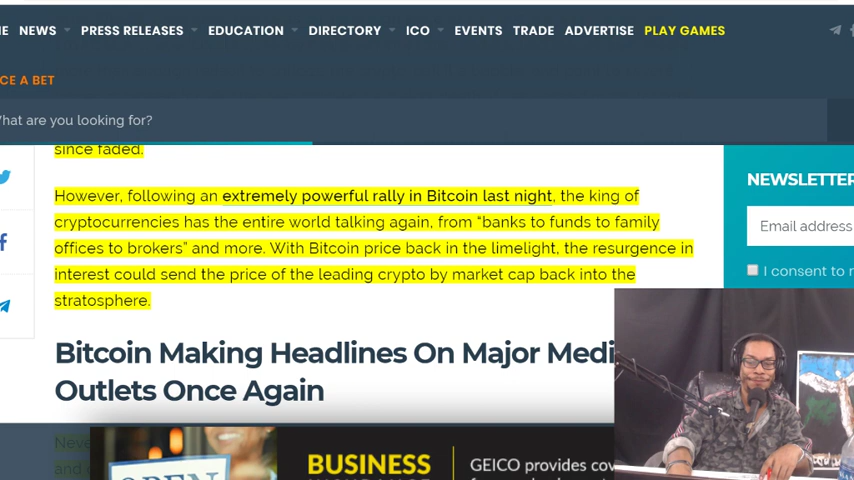 NEWS
PRESS RELEASES
EDUCATION
DIRECTORY
ICO
EVENTS
TRADE
ADVERTISE
PLAY GAMES
A BET
are you looking for?
since faded.
However, following an extremely powerful rally in Bitcoin last night, the king of
cryptocurrencies has the entire world talking again, from “banks to funds to family
offices to brokers” and more. With Bitcoin price back in the limelight, the resurgence in
interest could send the price of the leading crypto by market cap back into the
stratosphere.
NEWSLETTER
Email address
I consent to
Bitcoin Making Headlines On Major
Outlets Once Again
OPEN
BUSINESS
INSURANCE
GEICO provides